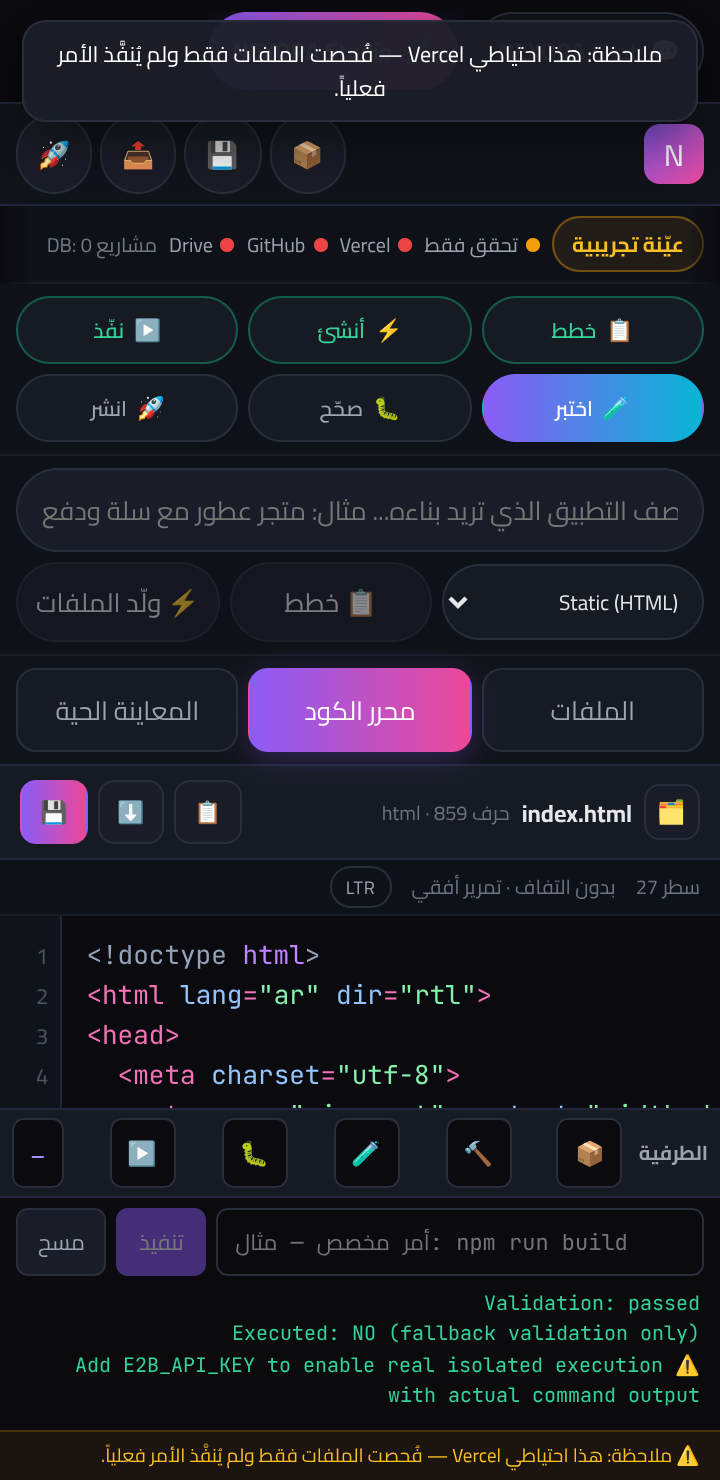 ملاحظة: هذا احتياطي Vercel — فُحصت الملفات فقط ولم يُنفَّذ الأمر
فعلياً.
N
عيّنة تجريبية تحقق فقط Vercel GitHub Drive DB: 0 مشاريع
خطط أنشئ نفّذ
اختبر صحّح انشر
صف التطبيق الذي تريد بناءه... مثال: متجر عطور مع سلة ودفع
Static (HTML) خطط ولّد الملفات
الملفات محرر الكود المعاينة الحية
index.html html · 859 حرف
سطر 27 بدون التفاف · تمرير أفقي LTR
1 <!doctype html>
2 <html lang="ar" dir="rtl">
3 <head>
4 <meta charset="utf-8">
الطرفية –
أمر مخصص — مثال: npm run build تنفيذ مسح
Validation: passed
Executed: NO (fallback validation only)
⚠️ Add E2B_API_KEY to enable real isolated execution
with actual command output
⚠️ ملاحظة: هذا احتياطي Vercel — فُحصت الملفات فقط ولم يُنفَّذ الأمر فعلياً.